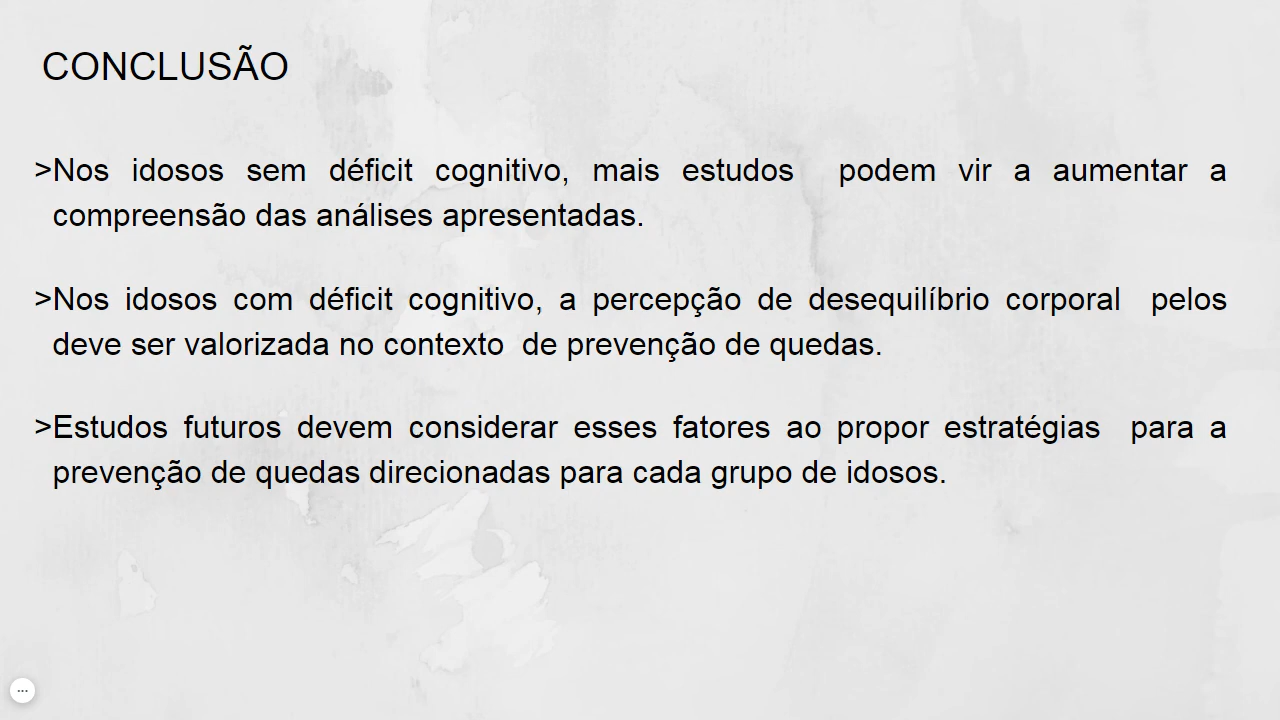 CONCLUSÃO
>Nos idosos sem déficit cognitivo, mais estudos podem vir a aumentar a
compreensão das análises apresentadas.
>Nos idosos com déficit cognitivo, a percepção de desequilíbrio corporal pelos
deve ser valorizada no contexto de prevenção de quedas.
>Estudos futuros devem considerar esses fatores ao propor estratégias para a
prevenção de quedas direcionadas para cada grupo de idosos.